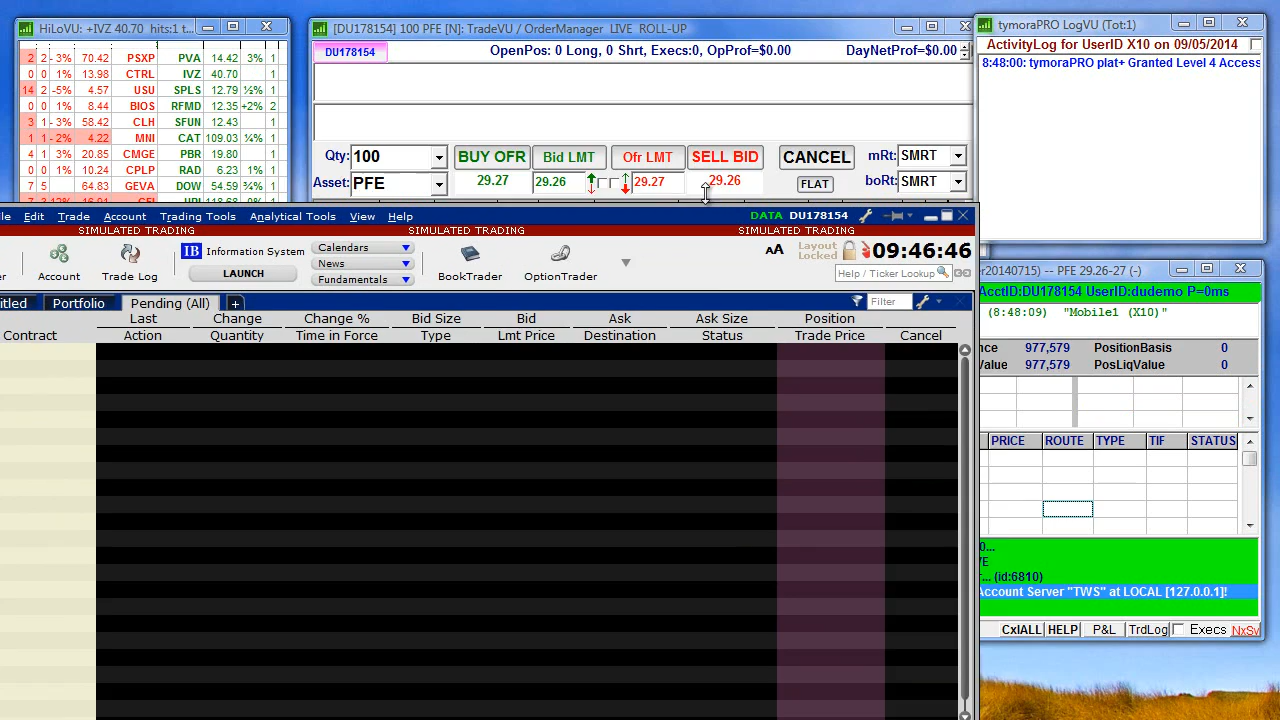 HiLoVU: +IVZ 40.70 hits:1 t...
2 2 - 3% 70.42 PSXP PVA 14.42 3% 1
0 0 1% 13.98 CTRL IVZ 40.70 1
14 2 -5% 4.57 USU SPLS 12.79 ½% 1
0 0 1% 8.44 BIOS RFMD 12.35 +2% 2
3 1 - 3% 58.42 CLH SFUN 12.43 1
1 1 - 2% 4.22 MNI CAT 109.03 ¼% 1
4 1 3% 20.85 CMGE PBR 19.80 1
0 0 1% 10.24 CPLP RAD 6.23 1% 1
7 5 64.83 GEVA DOW 54.59 ¾% 1
[DU178154] 100 PFE [N]: TradeVU / OrderManager LIVE ROLL-UP
DU178154 OpenPos: 0 Long, 0 Shrt, Execs:0, OpProf=$0.00 DayNetProf=$0.00
Qty: 100 BUY OFR Bid LMT Ofr LMT SELL BID CANCEL mRt: SMRT
Asset: PFE 29.27 29.26 29.27 29.26 FLAT boRt: SMRT
tymoraPRO LogVU (Tot:1)
ActivityLog for UserID X10 on 09/05/2014
8:48:00: tymoraPRO plat+ Granted Level 4 Access
le Edit Trade Account Trading Tools Analytical Tools View Help DATA DU178154
SIMULATED TRADING SIMULATED TRADING SIMULATED TRADING
r Account Trade Log IB Information System LAUNCH
Calendars
News
Fundamentals
BookTrader OptionTrader
AA Layout Locked 09:46:46
Help / Ticker Lookup
itled Portfolio Pending (All) + Filter
Last Change Change % Bid Size Bid Ask Ask Size Position
Contract Action Quantity Time in Force Type Lmt Price Destination Status Trade Price Cancel
er20140715) -- PFE 29.26-27 (-)
AcctID:DU178154 UserID:dudemo P=0ms
(8:48:09) "Mobile1 (X10)"
nce 977,579 PositionBasis 0
Value 977,579 PosLiqValue 0
PRICE ROUTE TYPE TIF STATUS
0...
VE
r... (id:6810)
Account Server "TWS" at LOCAL [127.0.0.1]!
CxlALL HELP P&L TrdLog Execs NxSv